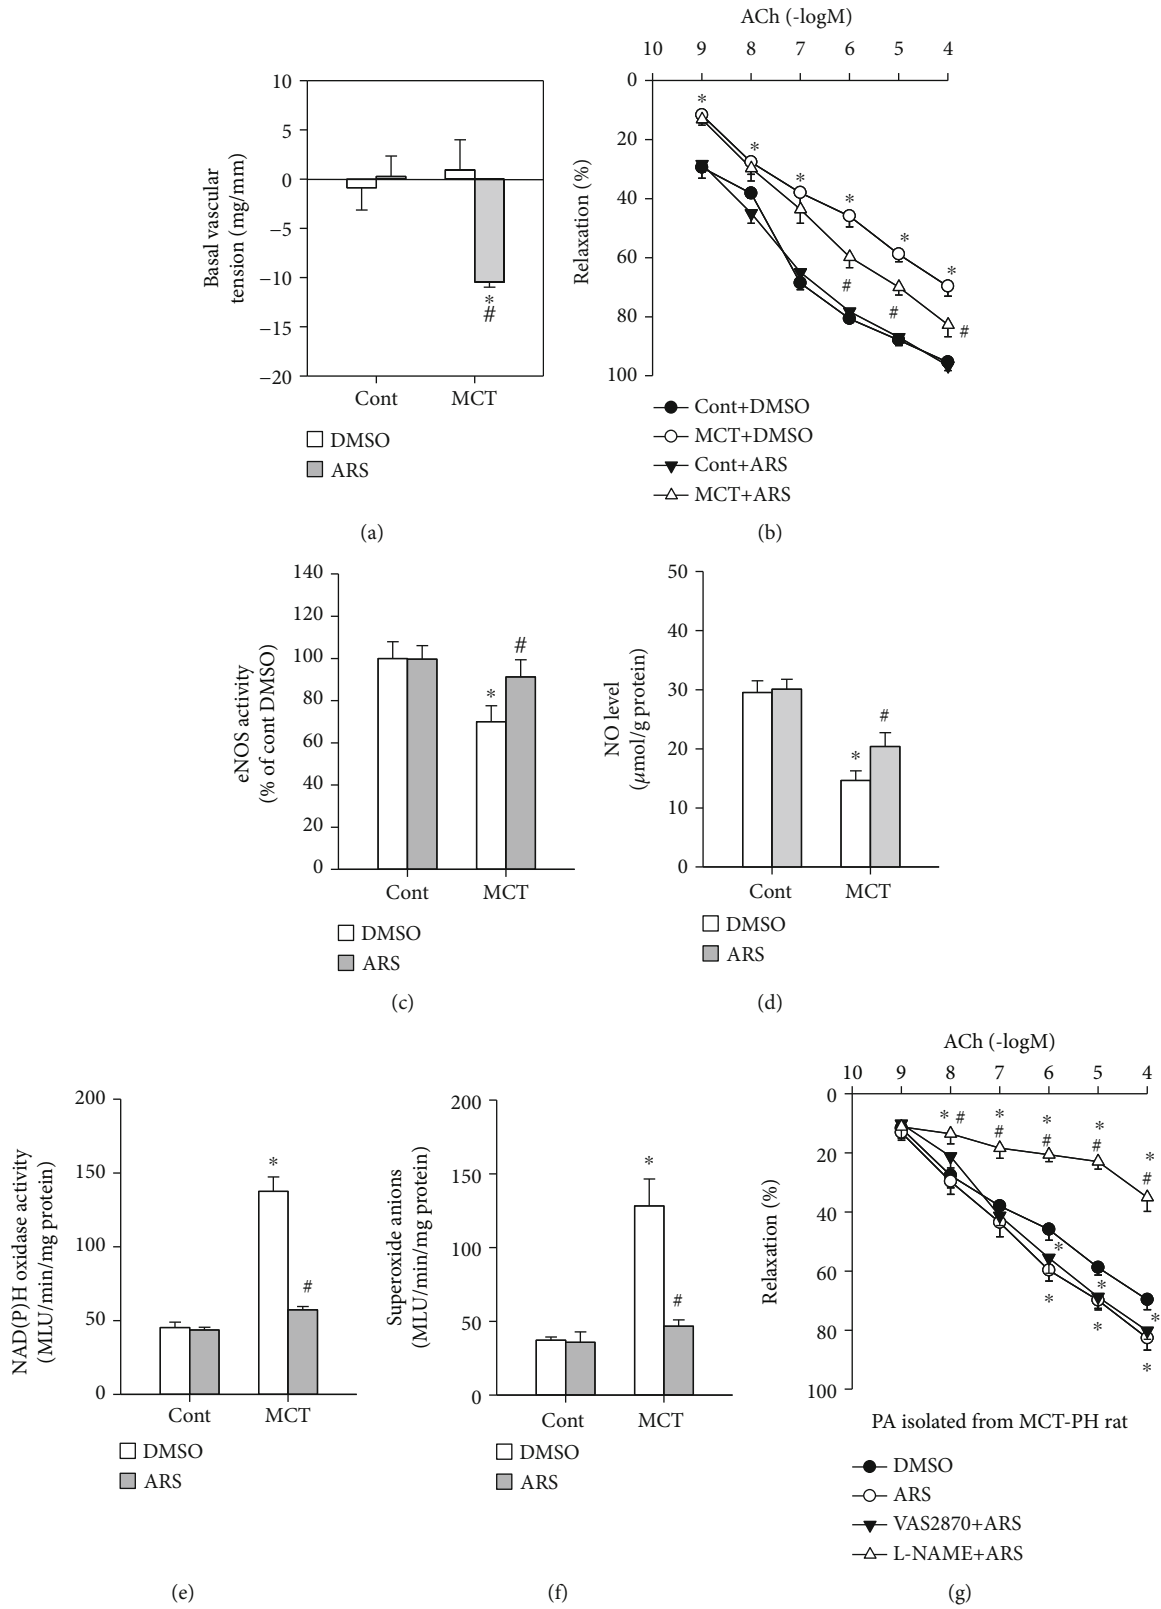 10
5
0
−5
−10
−15
−20
Basal vascular
tension (mg/mm)
*
#
Cont
MCT
DMSO
ARS
(a)
ACh (-logM)
10 9 8 7 6 5 4
0
20
40
60
80
100
Relaxation (%)
* * * * * *
# # #
Cont+DMSO
MCT+DMSO
Cont+ARS
MCT+ARS
(b)
140
120
100
80
60
40
20
0
eNOS activity
(% of cont DMSO)
* #
Cont
MCT
DMSO
ARS
(c)
50
40
30
20
10
0
NO level
(μmol/g protein)
* #
Cont
MCT
DMSO
ARS
(d)
200
150
100
50
0
NAD(P)H oxidase activity
(MLU/min/mg protein)
* #
Cont
MCT
DMSO
ARS
(e)
200
150
100
50
0
Superoxide anions
(MLU/min/mg protein)
* #
Cont
MCT
DMSO
ARS
(f)
ACh (-logM)
10 9 8 7 6 5 4
0
20
40
60
80
100
Relaxation (%)
* # * * * *
# # # #
* * *
* * *
PA isolated from MCT-PH rat
DMSO
ARS
VAS2870+ARS
L-NAME+ARS
(g)